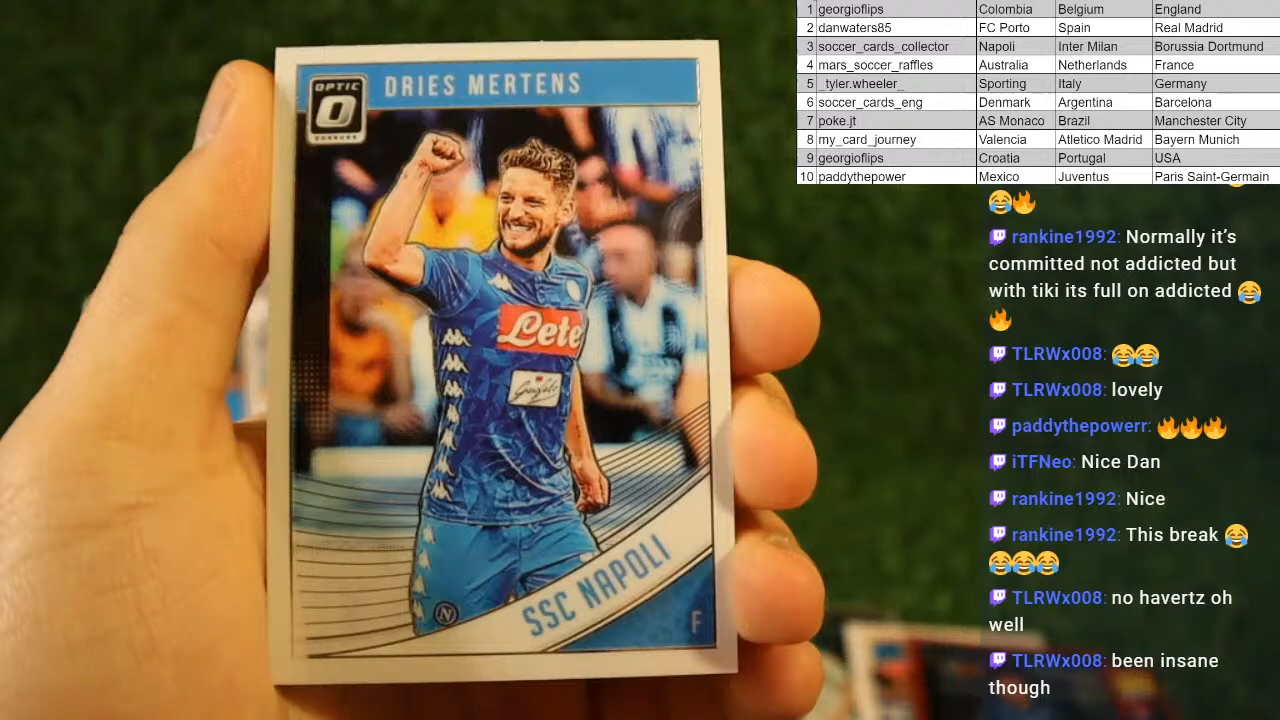 OPTIC
DONRUSS
DRIES MERTENS
Lete
SSC NAPOLI
N
F
1 georgioflips Colombia Belgium England
2 danwaters85 FC Porto Spain Real Madrid
3 soccer_cards_collector Napoli Inter Milan Borussia Dortmund
4 mars_soccer_raffles Australia Netherlands France
5 _tyler.wheeler_ Sporting Italy Germany
6 soccer_cards_eng Denmark Argentina Barcelona
7 poke.jt AS Monaco Brazil Manchester City
8 my_card_journey Valencia Atletico Madrid Bayern Munich
9 georgioflips Croatia Portugal USA
10 paddythepower Mexico Juventus Paris Saint-Germain
😂🔥
rankine1992: Normally it's
committed not addicted but
with tiki its full on addicted 😂
🔥
TLRWx008: 😂😂
TLRWx008: lovely
paddythepowerr: 🔥🔥🔥
iTFNeo: Nice Dan
rankine1992: Nice
rankine1992: This break 😂
😂😂😂
TLRWx008: no havertz oh
well
TLRWx008: been insane
though